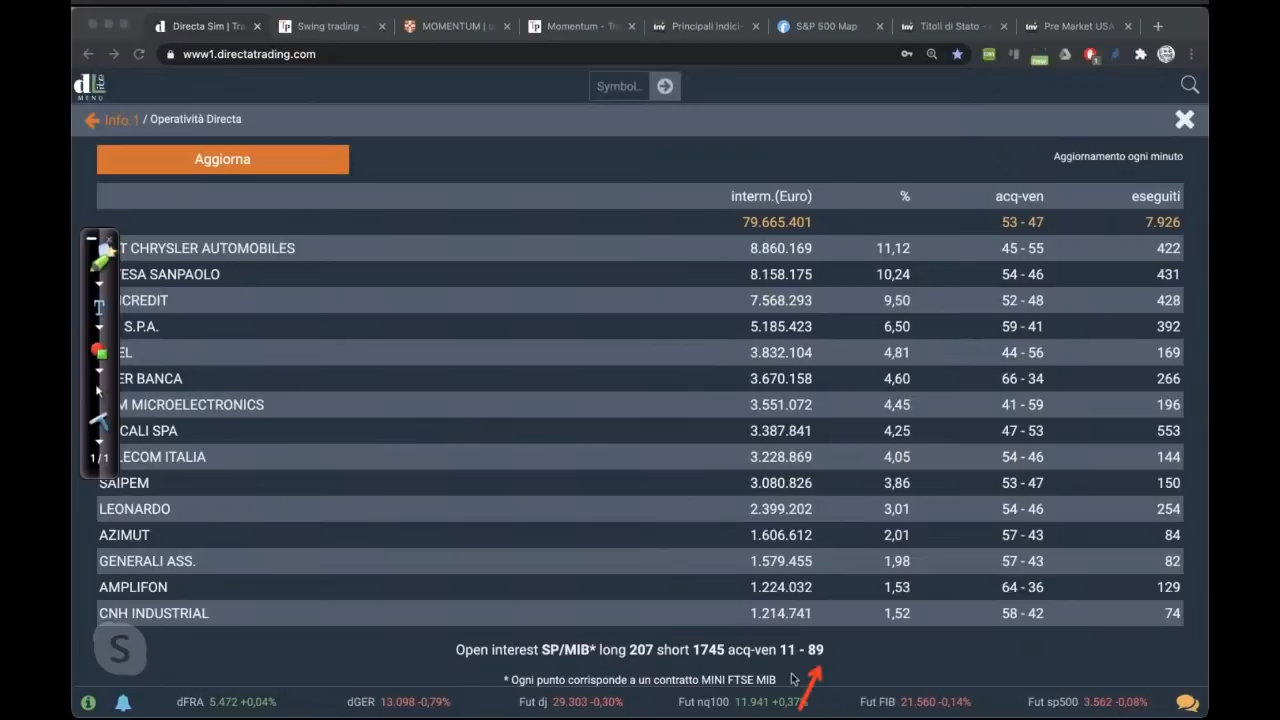 Directa Sim | Tra
Swing trading -
MOMENTUM |
Momentum - Tr
Principali indici
S&P 500 Map
Titoli di Stato -
Pre Market USA
www1.directatrading.com
MENU
Symbol..
Info.1 / Operatività Directa
Aggiorna
Aggiornamento ogni minuto
interm.(Euro) % acq-ven eseguiti
79.665.401 53 - 47 7.926
T CHRYSLER AUTOMOBILES 8.860.169 11,12 45 - 55 422
ESA SANPAOLO 8.158.175 10,24 54 - 46 431
ICREDIT 7.568.293 9,50 52 - 48 428
S.P.A. 5.185.423 6,50 59 - 41 392
EL 3.832.104 4,81 44 - 56 169
ER BANCA 3.670.158 4,60 66 - 34 266
M MICROELECTRONICS 3.551.072 4,45 41 - 59 196
CALI SPA 3.387.841 4,25 47 - 53 553
LECOM ITALIA 3.228.869 4,05 54 - 46 144
SAIPEM 3.080.826 3,86 53 - 47 150
LEONARDO 2.399.202 3,01 54 - 46 254
AZIMUT 1.606.612 2,01 57 - 43 84
GENERALI ASS. 1.579.455 1,98 57 - 43 82
AMPLIFON 1.224.032 1,53 64 - 36 129
CNH INDUSTRIAL 1.214.741 1,52 58 - 42 74
1/1
S
Open interest SP/MIB* long 207 short 1745 acq-ven 11 - 89
* Ogni punto corrisponde a un contratto MINI FTSE MIB
dFRA 5.472 +0,04% dGER 13.098 -0,79% Fut dj 29.303 -0,30% Fut nq100 11.941 +0,37 Fut FIB 21.560 -0,14% Fut sp500 3.562 -0,08%